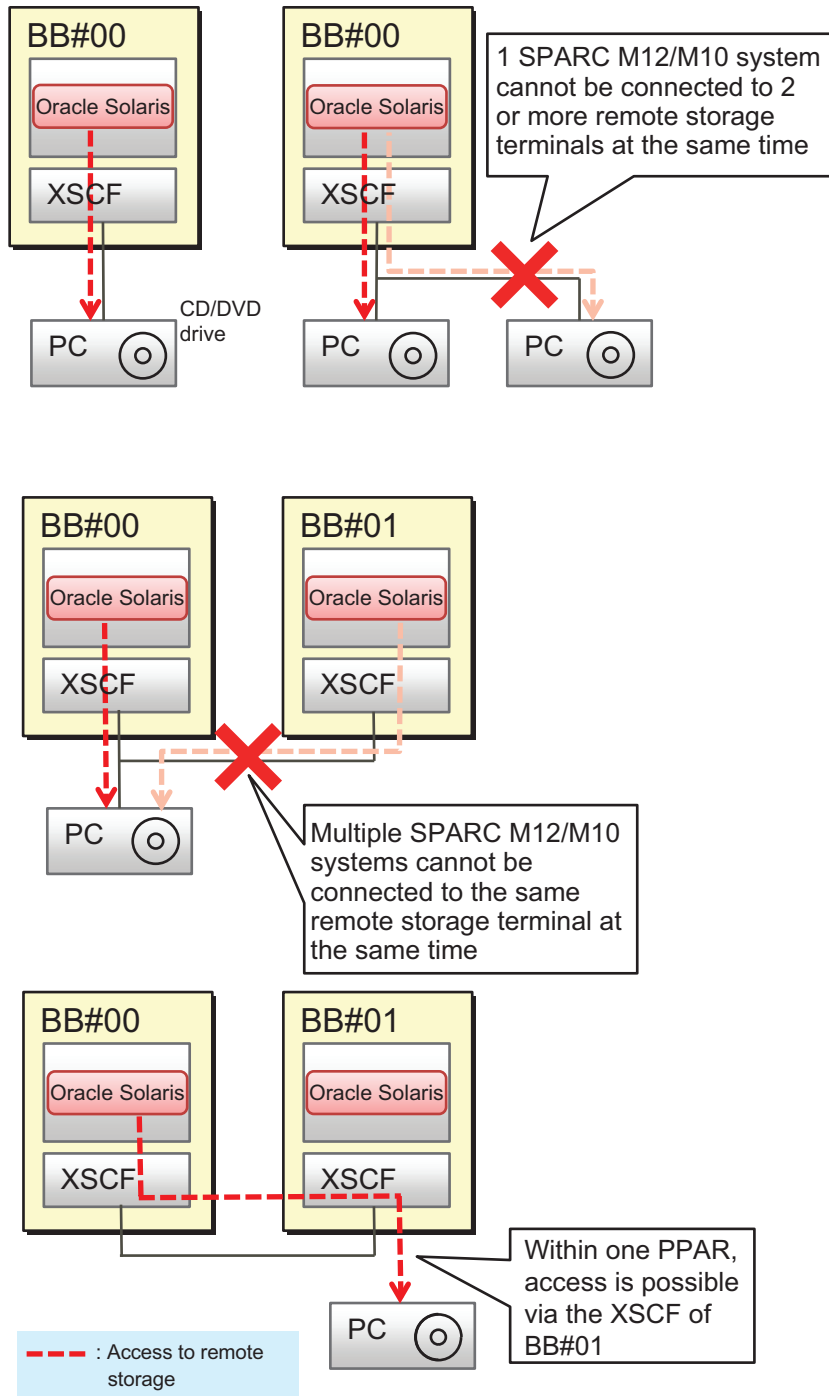 BB#00
Oracle Solaris
XSCF
PC
CD/DVD
drive
BB#00
Oracle Solaris
XSCF
PC
PC
1 SPARC M12/M10 system
cannot be connected to 2
or more remote storage
terminals at the same time
BB#00
Oracle Solaris
XSCF
BB#01
Oracle Solaris
XSCF
PC
Multiple SPARC M12/M10
systems cannot be
connected to the same
remote storage terminal at
the same time
BB#00
Oracle Solaris
XSCF
BB#01
Oracle Solaris
XSCF
PC
Within one PPAR,
access is possible
via the XSCF of
BB#01
: Access to remote
storage